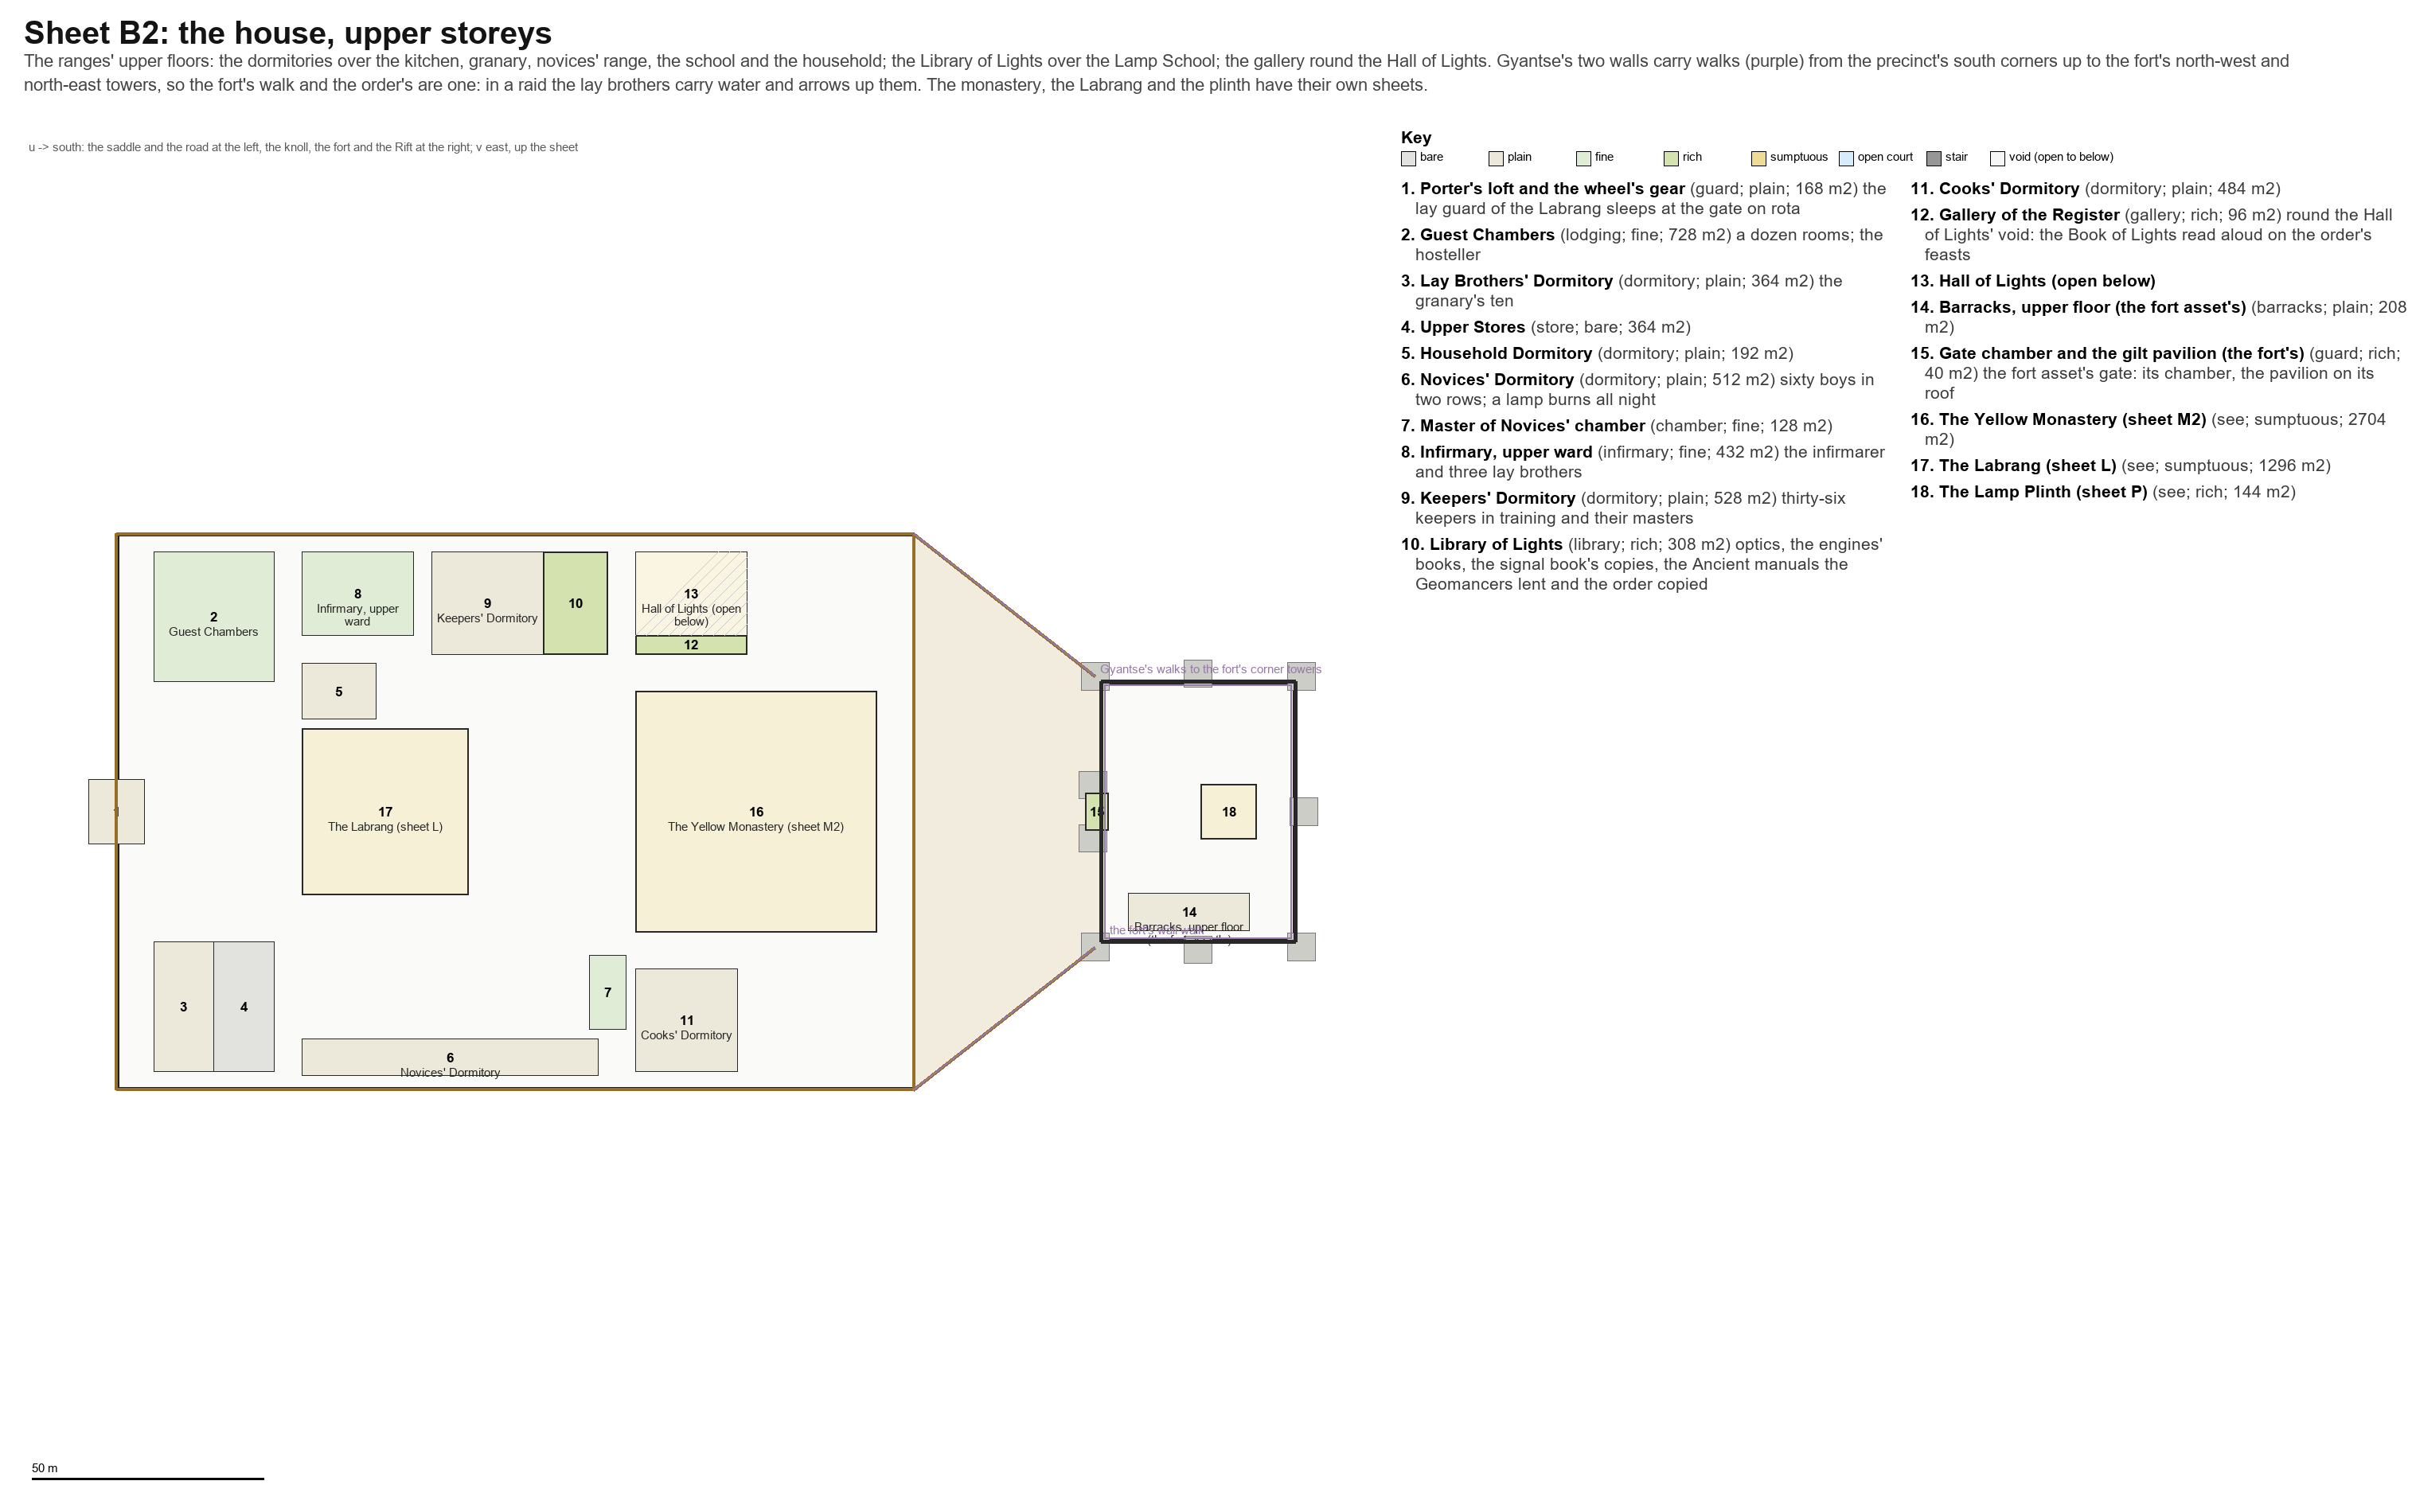 Sheet B2: the house, upper storeys
The ranges' upper floors: the dormitories over the kitchen, granary, novices' range, the school and the household; the Library of Lights over the Lamp School; the gallery round the Hall of Lights. Gyantse's two walls carry walks (purple) from the precinct's south corners up to the fort's north-west and
north-east towers, so the fort's walk and the order's are one: in a raid the lay brothers carry water and arrows up them. The monastery, the Labrang and the plinth have their own sheets.
u -> south: the saddle and the road at the left, the knoll, the fort and the Rift at the right; v east, up the sheet
Key
bare
plain
fine
rich
sumptuous
open court
stair
void (open to below)
1. Porter's loft and the wheel's gear (guard; plain; 168 m2) the
lay guard of the Labrang sleeps at the gate on rota
2. Guest Chambers (lodging; fine; 728 m2) a dozen rooms; the
hosteller
3. Lay Brothers' Dormitory (dormitory; plain; 364 m2) the
granary's ten
4. Upper Stores (store; bare; 364 m2)
5. Household Dormitory (dormitory; plain; 192 m2)
6. Novices' Dormitory (dormitory; plain; 512 m2) sixty boys in
two rows; a lamp burns all night
7. Master of Novices' chamber (chamber; fine; 128 m2)
8. Infirmary, upper ward (infirmary; fine; 432 m2) the infirmarer
and three lay brothers
9. Keepers' Dormitory (dormitory; plain; 528 m2) thirty-six
keepers in training and their masters
10. Library of Lights (library; rich; 308 m2) optics, the engines'
books, the signal book's copies, the Ancient manuals the
Geomancers lent and the order copied
11. Cooks' Dormitory (dormitory; plain; 484 m2)
12. Gallery of the Register (gallery; rich; 96 m2) round the Hall
of Lights' void: the Book of Lights read aloud on the order's
feasts
13. Hall of Lights (open below)
14. Barracks, upper floor (the fort asset's) (barracks; plain; 208
m2)
15. Gate chamber and the gilt pavilion (the fort's) (guard; rich;
40 m2) the fort asset's gate: its chamber, the pavilion on its
roof
16. The Yellow Monastery (sheet M2) (see; sumptuous; 2704
m2)
17. The Labrang (sheet L) (see; sumptuous; 1296 m2)
18. The Lamp Plinth (sheet P) (see; rich; 144 m2)
2
Guest Chambers
8
Infirmary, upper
ward
9
Keepers' Dormitory
10
13
Hall of Lights (open
below)
12
5
Gyantse's walks to the fort's corner towers
17
The Labrang (sheet L)
16
The Yellow Monastery (sheet M2)
15
18
14
Barracks, upper floor
the fort's wall walk
3
4
7
11
Cooks' Dormitory
6
Novices' Dormitory
50 m